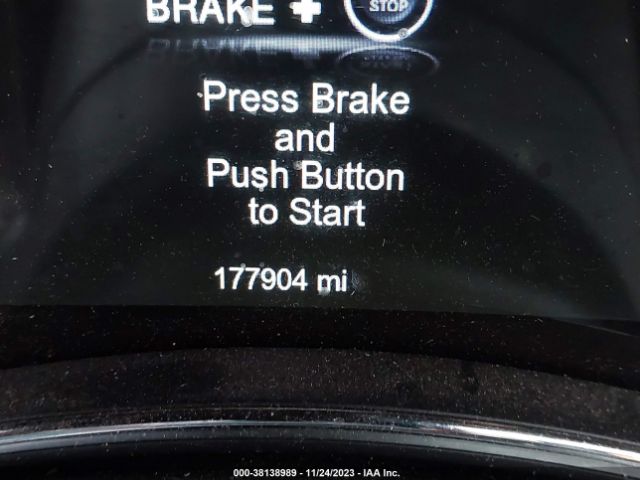 BRAKE +
STOP
Press Brake
and
Push Button
to Start
177904 mi
000-38138989 - 11/24/2023 - IAA Inc.